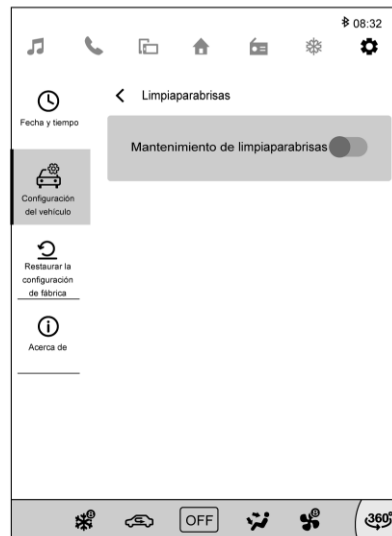 08:32
Limpiaparabrisas
Fecha y tiempo
Mantenimiento de limpiaparabrisas
Configuración
del vehículo
Restaurar la
configuración
de fábrica
Acerca de
OFF
360°